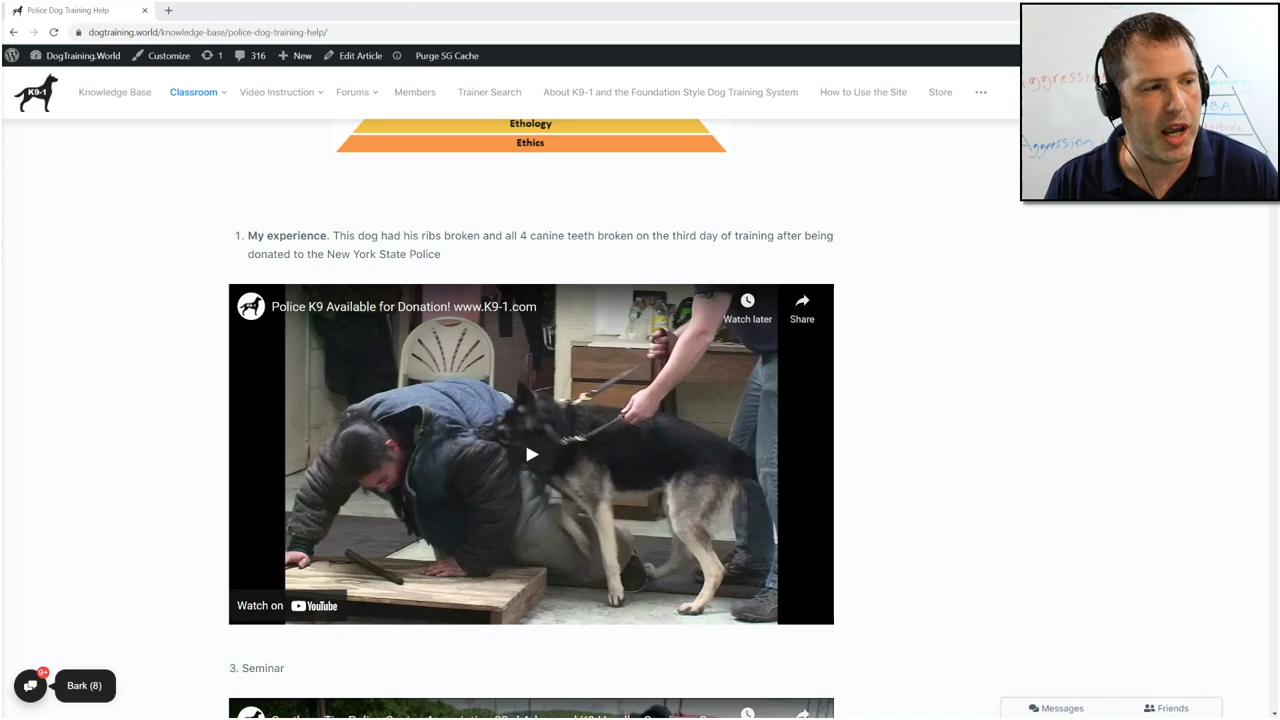 Police Dog Training Help
dogtraining.world/knowledge-base/police-dog-training-help/
DogTraining.World Customize 1 316 New Edit Article Purge SG Cache
K9-1 Knowledge Base Classroom Video Instruction Forums Members Trainer Search About K9-1 and the Foundation Style Dog Training System How to Use the Site Store
Aggression
Aggression
Ethology
Ethics
1. My experience. This dog had his ribs broken and all 4 canine teeth broken on the third day of training after being
donated to the New York State Police
Police K9 Available for Donation! www.K9-1.com
Watch later Share
Watch on YouTube
3. Seminar
9+
Bark (8)
Messages Friends